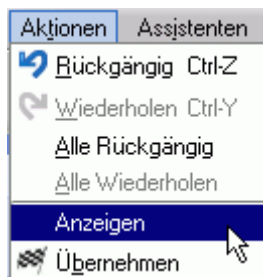 Aktionen Assistenten
Rückgängig Ctrl-Z
Wiederholen Ctrl-Y
Alle Rückgängig
Alle Wiederholen
Anzeigen
Übernehmen